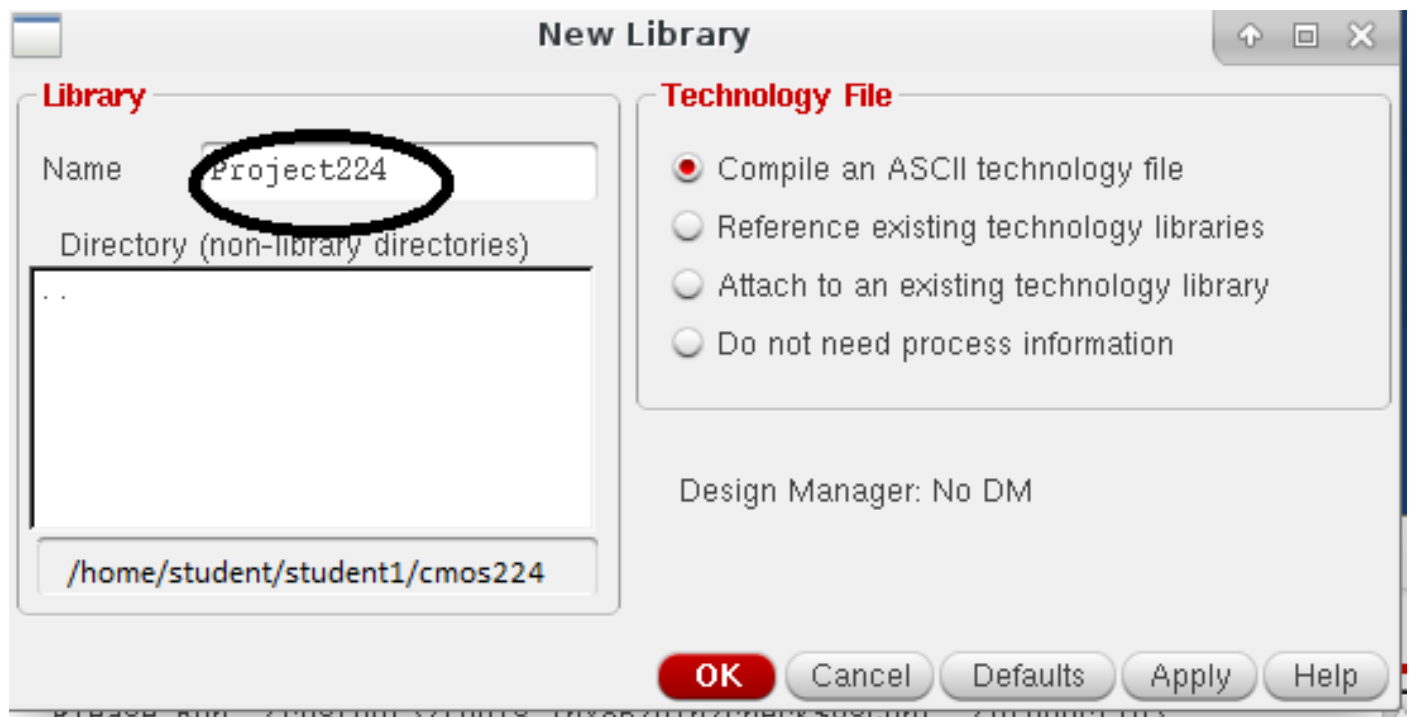 New Library
Library
Name Project224
Directory (non-library directories)
..
/home/student/student1/cmos224
Technology File
Compile an ASCII technology file
Reference existing technology libraries
Attach to an existing technology library
Do not need process information
Design Manager: No DM
OK Cancel Defaults Apply Help